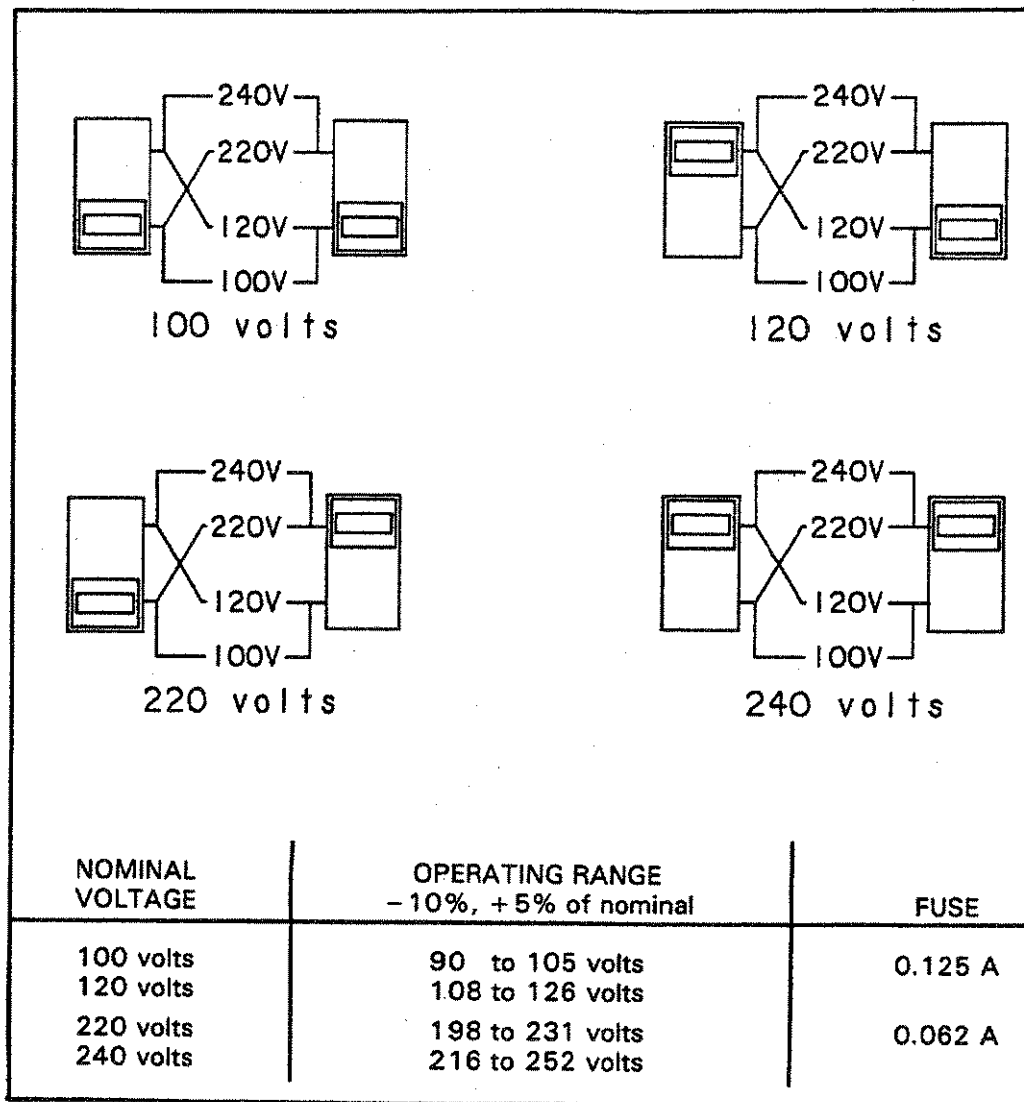 240V
220V
120V
100V
100 volts
240V
220V
120V
100V
120 volts
240V
220V
120V
100V
220 volts
240V
220V
120V
100V
240 volts
NOMINAL VOLTAGE
OPERATING RANGE
−10%, +5% of nominal
FUSE
100 volts 90 to 105 volts 0.125 A
120 volts 108 to 126 volts
220 volts 198 to 231 volts 0.062 A
240 volts 216 to 252 volts